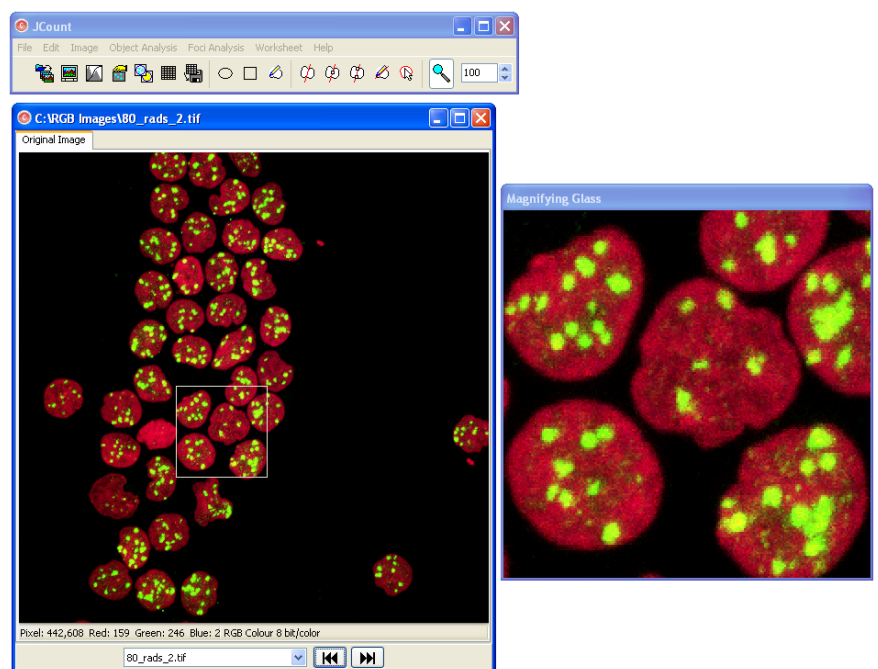 JCount
File Edit Image Object Analysis Foci Analysis Worksheet Help
100
C:\RGB Images\80_rads_2.tif
Original Image
Magnifying Glass
Pixel: 442,608 Red: 159 Green: 246 Blue: 2 RGB Colour 8 bit/color
80_rads_2.tif